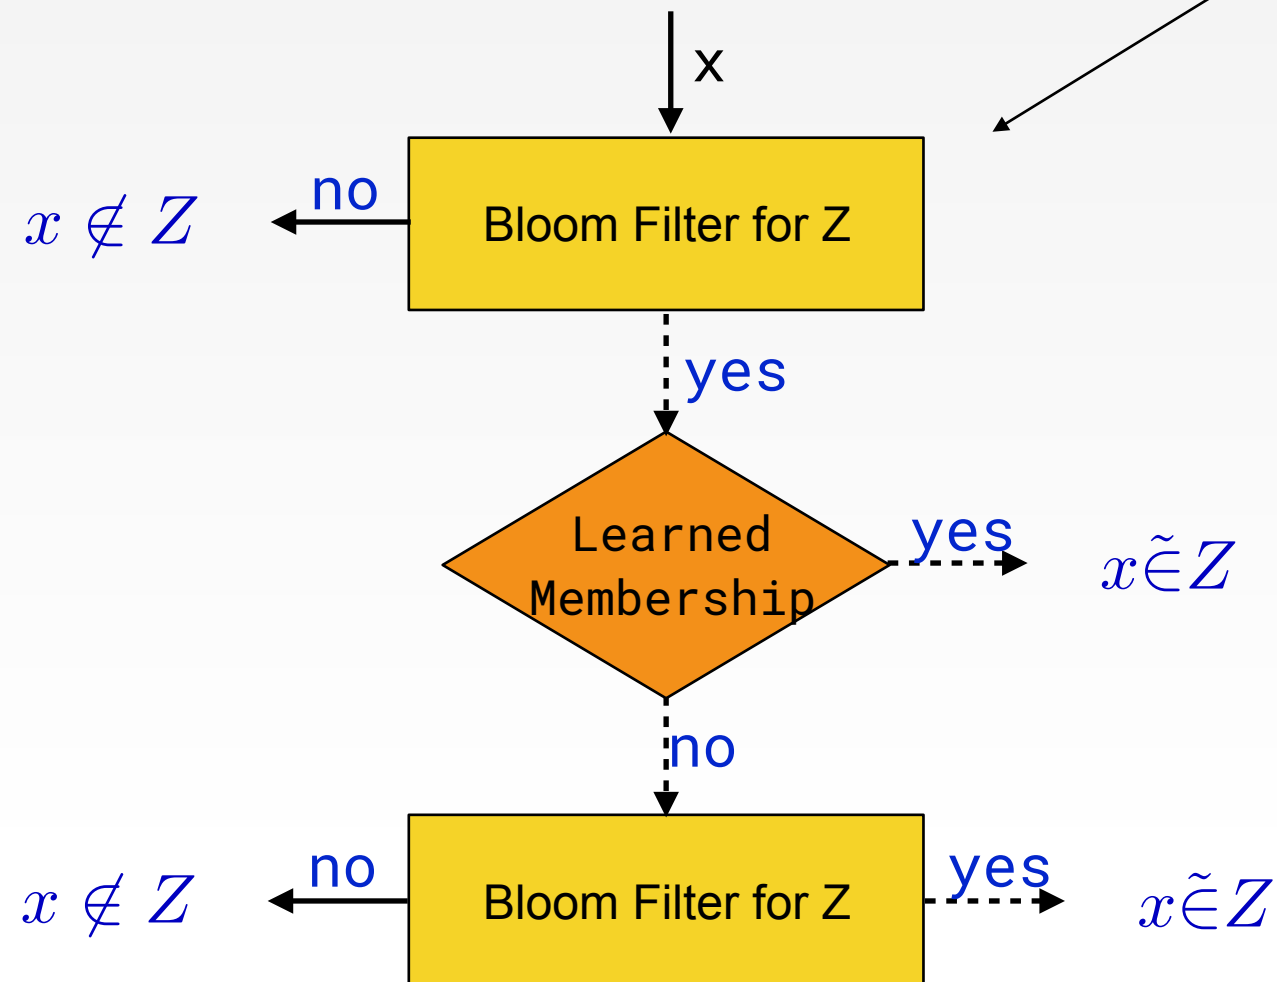 x
no
x ∉ Z
Bloom Filter for Z
yes
Learned
Membership
yes
x ∈̃ Z
no
no
x ∉ Z
Bloom Filter for Z
yes
x ∈̃ Z